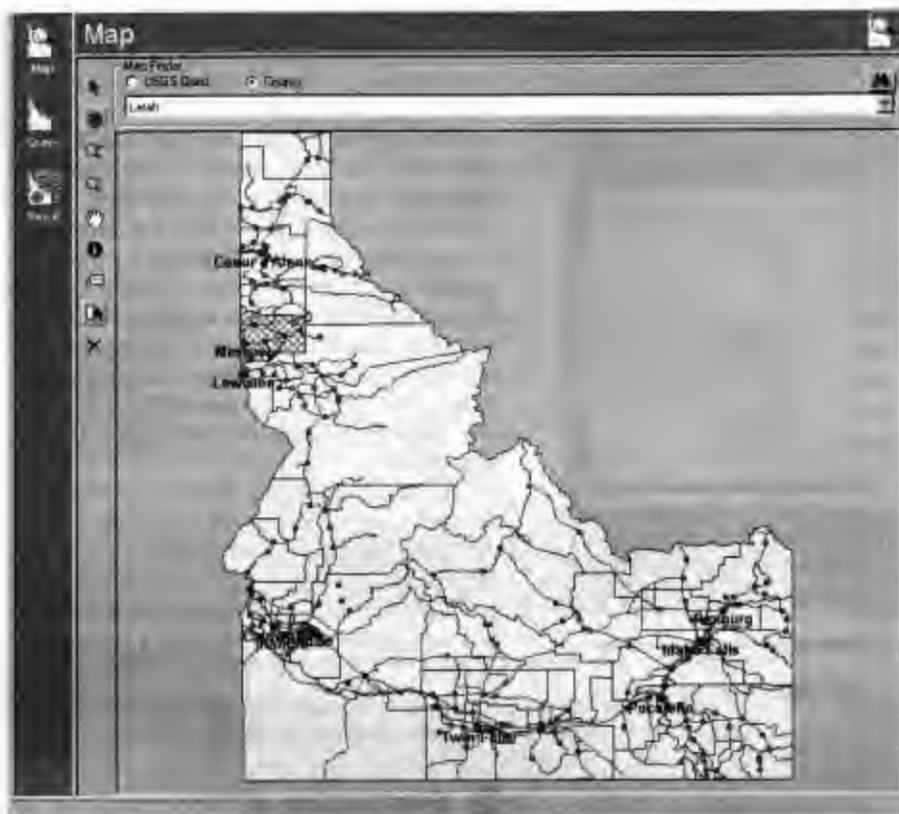 Map
Map
Map Finder
USGS Quad
County
Latah
Coeur d'Alene
Moscow
Lewiston
Rexburg
Idaho Falls
Pocatello
Twin Falls